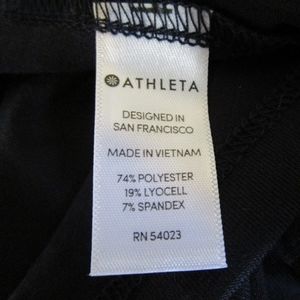 ATHLETA
DESIGNED IN
SAN FRANCISCO
MADE IN VIETNAM
74% POLYESTER
19% LYOCELL
7% SPANDEX
RN 54023